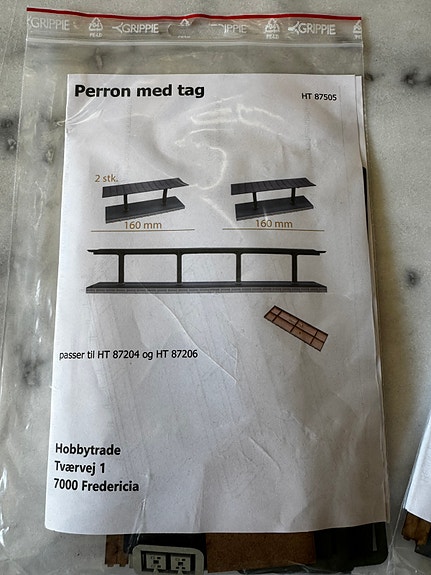 GRIPPIE GRIPPIE GRIPPIE
Perron med tag
HT 87505
2 stk.
160 mm
160 mm
passer til HT 87204 og HT 87206
Hobbytrade
Tværvej 1
7000 Fredericia